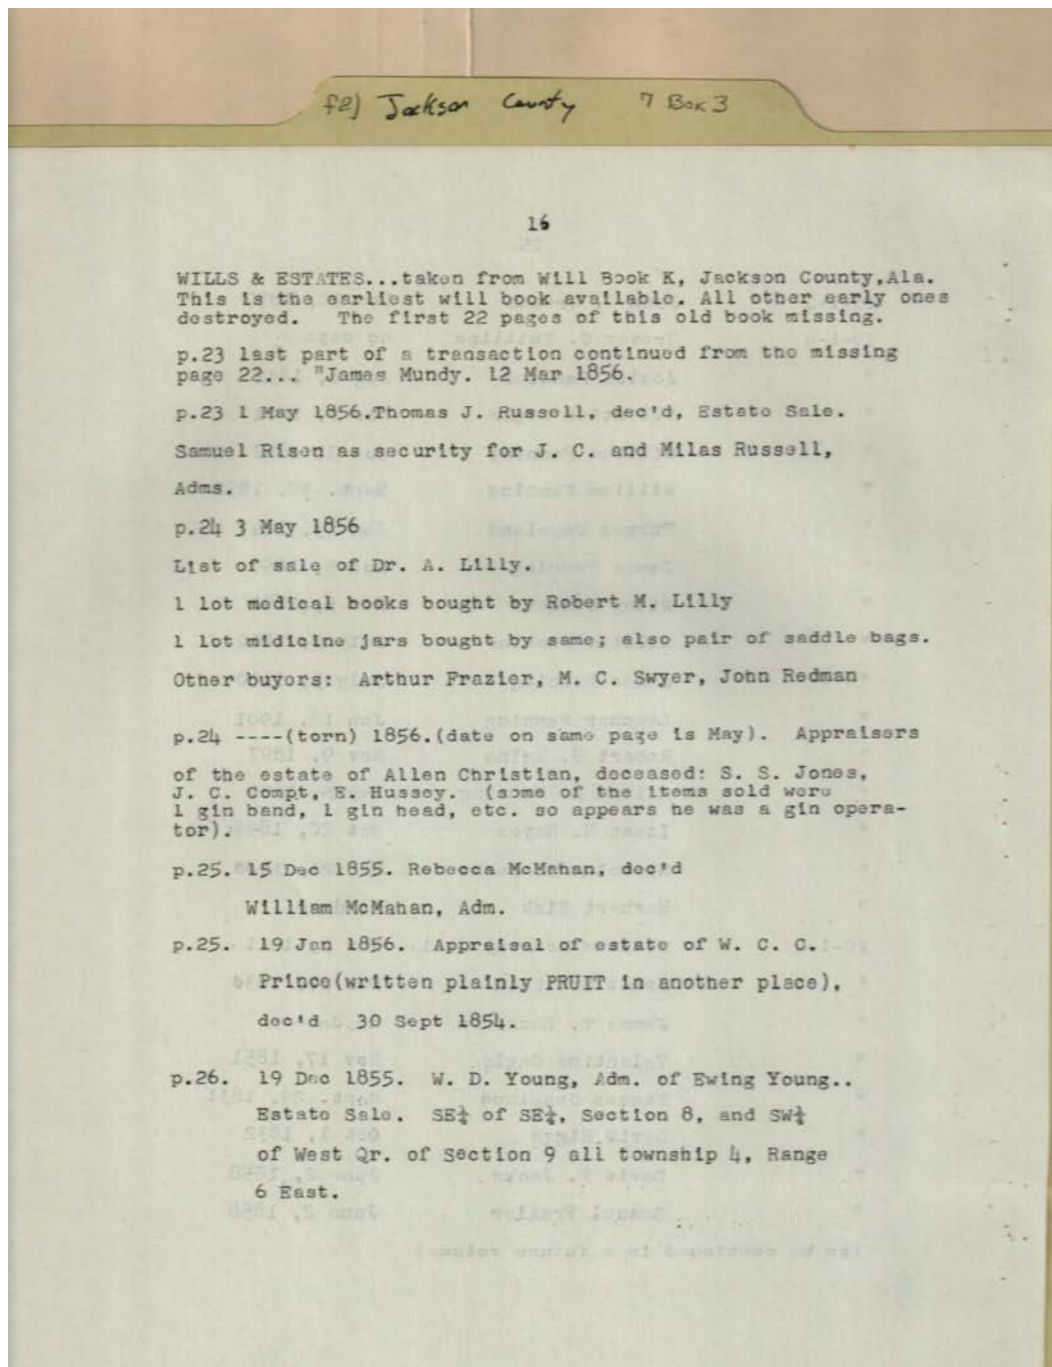 f2) Jackson County 7 Box 3
16
WILLS & ESTATES...taken from Will Book K, Jackson County,Ala.
This is the earliest will book available. All other early ones
destroyed. The first 22 pages of this old book missing.
p.23 last part of a transaction continued from the missing
page 22... "James Mundy. 12 Mar 1856.
p.23 1 May 1856.Thomas J. Russell, dec'd, Estate Sale.
Samuel Rison as security for J. C. and Milas Russell,
Adms.
p.24 3 May 1856
List of sale of Dr. A. Lilly.
1 lot medical books bought by Robert M. Lilly
1 lot midicine jars bought by same; also pair of saddle bags.
Other buyors: Arthur Frazier, M. C. Swyer, John Redman
p.24 ----(torn) 1856.(date on same page is May). Appraisers
of the estate of Allen Christian, deceased: S. S. Jones,
J. C. Compt, E. Hussey. (some of the items sold were
1 gin band, 1 gin head, etc. so appears he was a gin opera-
tor).
p.25. 15 Dec 1855. Rebecca McMahan, dec'd
William McMahan, Adm.
p.25. 19 Jan 1856. Appraisal of estate of W. C. C.
Prince(written plainly PRUIT in another place),
dec'd 30 Sept 1854.
p.26. 19 Dec 1855. W. D. Young, Adm. of Ewing Young..
Estate Sale. SE¼ of SE¼, Section 8, and SW¼
of West Qr. of Section 9 all township 4, Range
6 East.